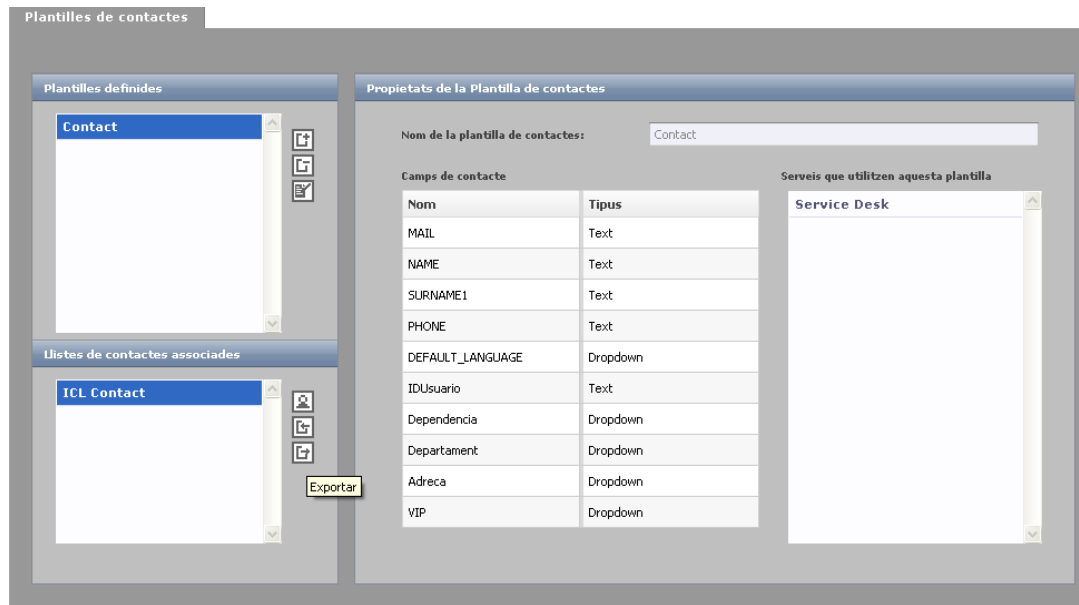 Plantilles de contactes
Plantilles definides
Contact
Llistes de contactes associades
ICL Contact
Exportar
Propietats de la Plantilla de contactes
Nom de la plantilla de contactes: Contact
Camps de contacte
Nom Tipus
MAIL Text
NAME Text
SURNAME1 Text
PHONE Text
DEFAULT_LANGUAGE Dropdown
IDUsuario Text
Dependencia Dropdown
Departament Dropdown
Adreca Dropdown
VIP Dropdown
Serveis que utilitzen aquesta plantilla
Service Desk